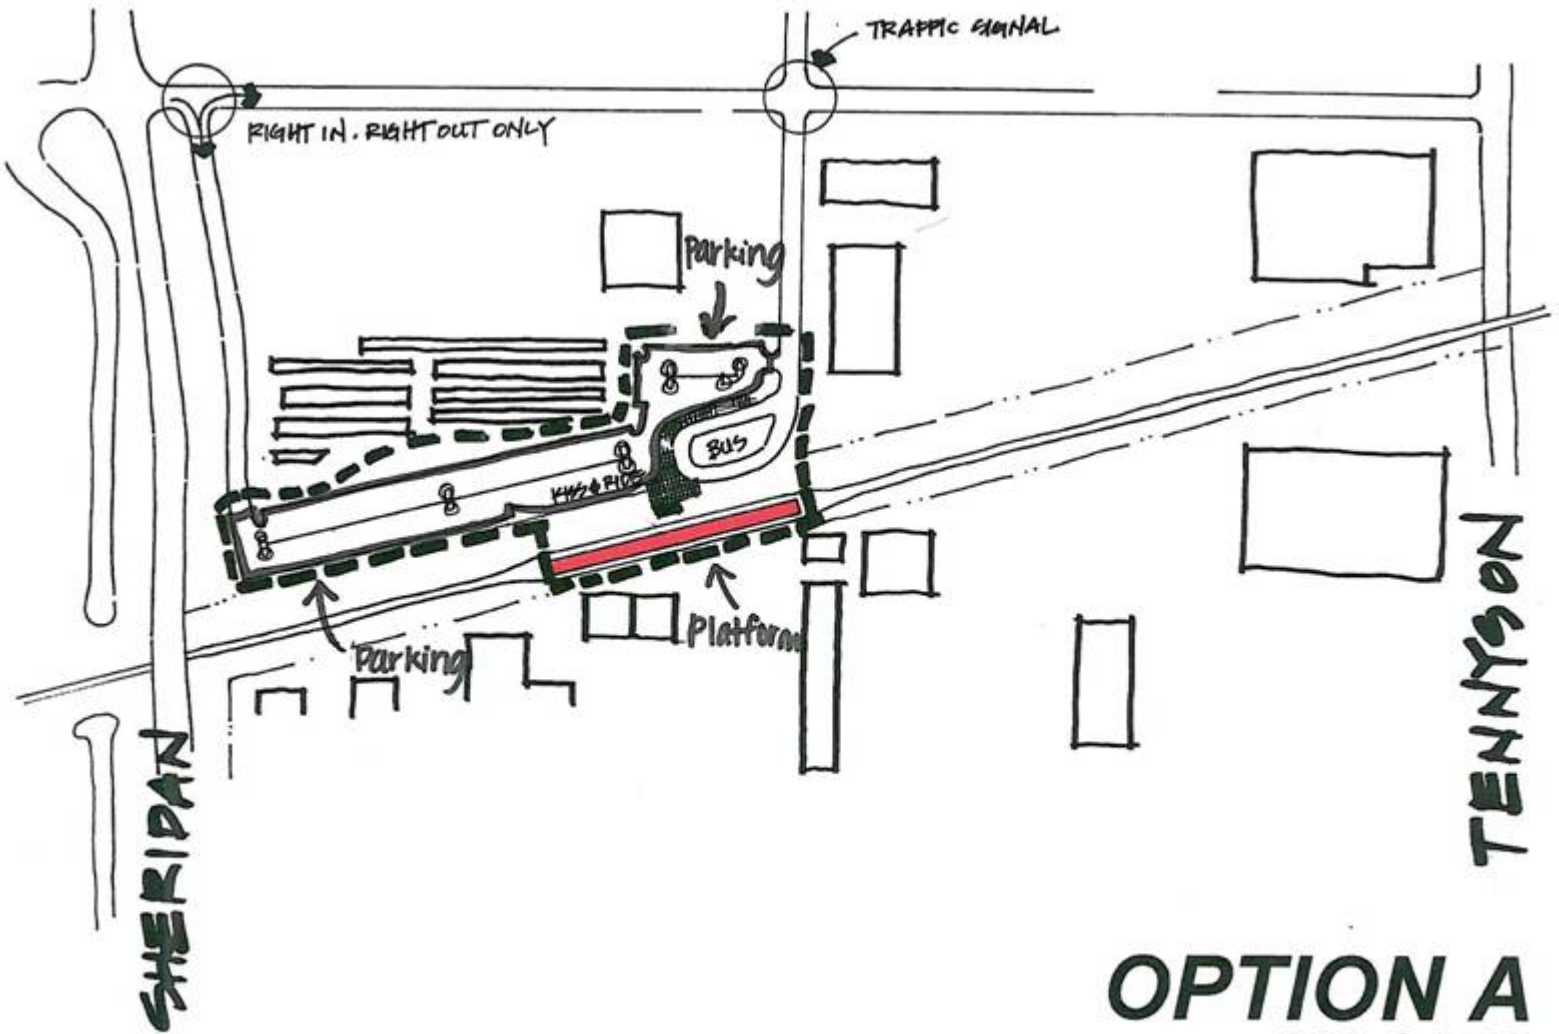 TRAFFIC SIGNAL
RIGHT IN. RIGHT OUT ONLY
Parking
BUS
KISS & RIDE
Platform
Parking
SHERIDAN
TENNYSON
OPTION A